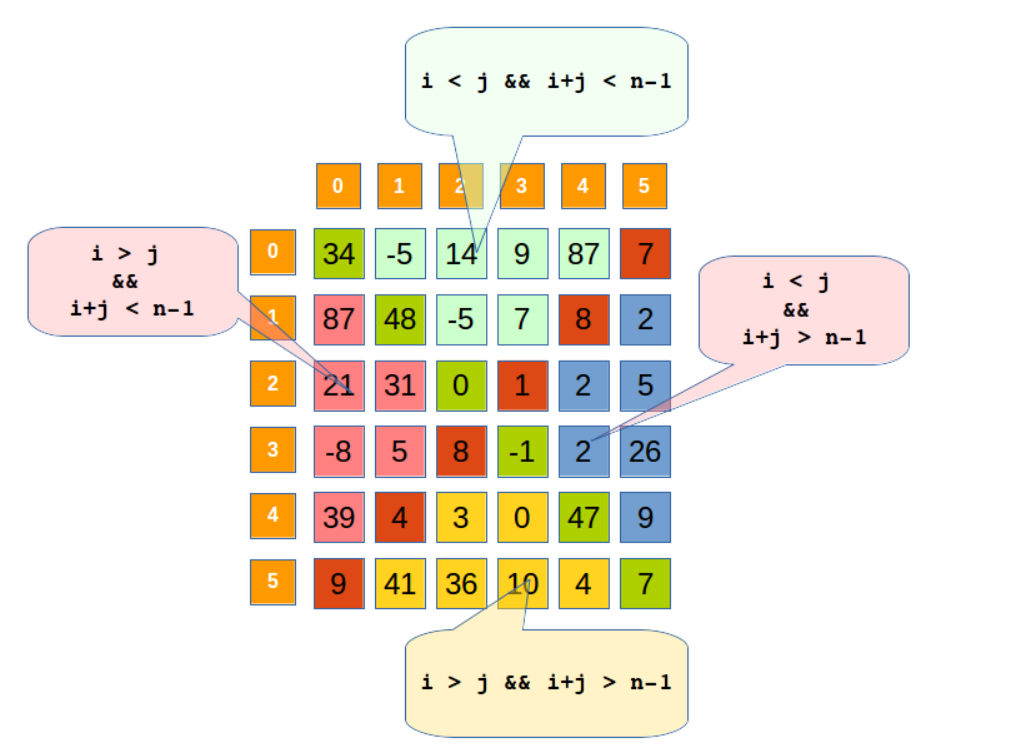 i < j && i+j < n-1
0 1 2 3 4 5
i > j
&&
i+j < n-1
i < j
&&
i+j > n-1
0 34 -5 14 9 87 7
1 87 48 -5 7 8 2
2 21 31 0 1 2 5
3 -8 5 8 -1 2 26
4 39 4 3 0 47 9
5 9 41 36 10 4 7
i > j && i+j > n-1